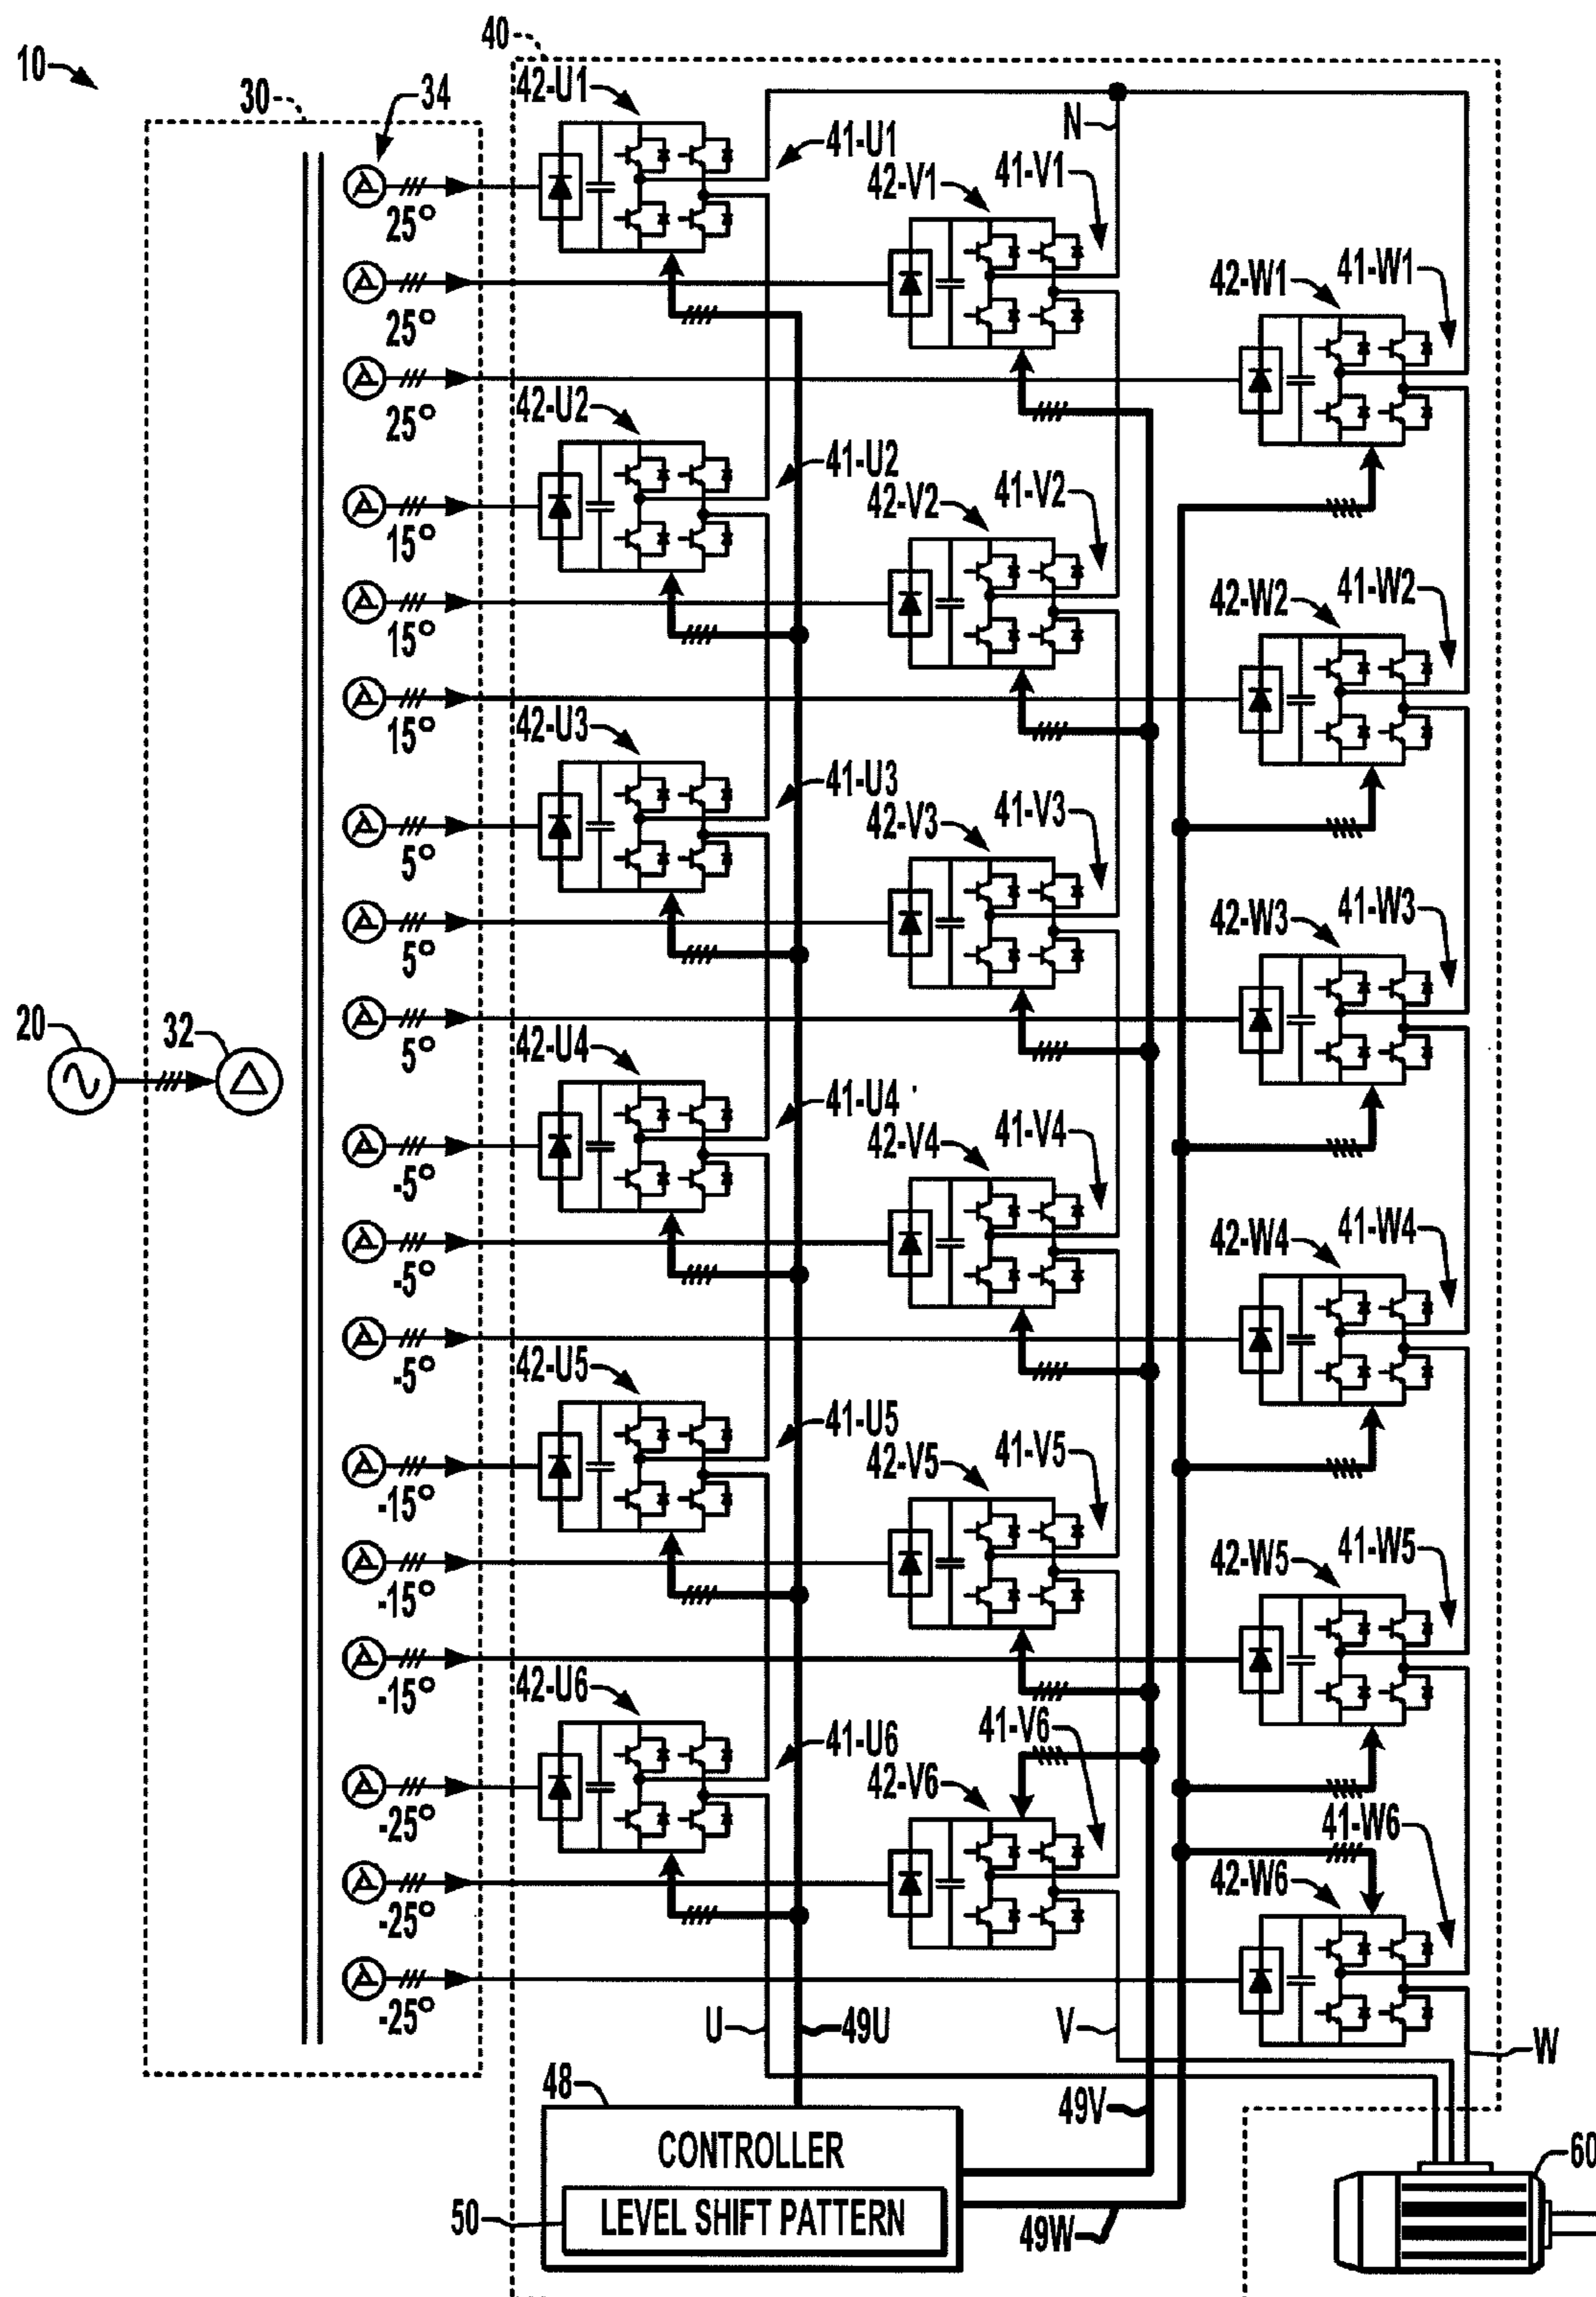 40
10
42-U1
30
34
41-U1
N
42-V1
41-V1
25°
42-W1
41-W1
25°
25°
42-U2
41-U2
42-V2
41-V2
15°
42-W2
41-W2
15°
15°
42-U3
41-U3
42-V3
41-V3
5°
42-W3
41-W3
5°
20
32
5°
42-U4
41-U4
42-V4
41-V4
-5°
42-W4
41-W4
-5°
-5°
42-U5
41-U5
42-V5
41-V5
-15°
42-W5
41-W5
-15°
-15°
42-U6
41-V6
41-U6
42-V6
-25°
41-W6
42-W6
-25°
-25°
U
49U
V
W
48
49V
CONTROLLER
60
50
LEVEL SHIFT PATTERN
49W